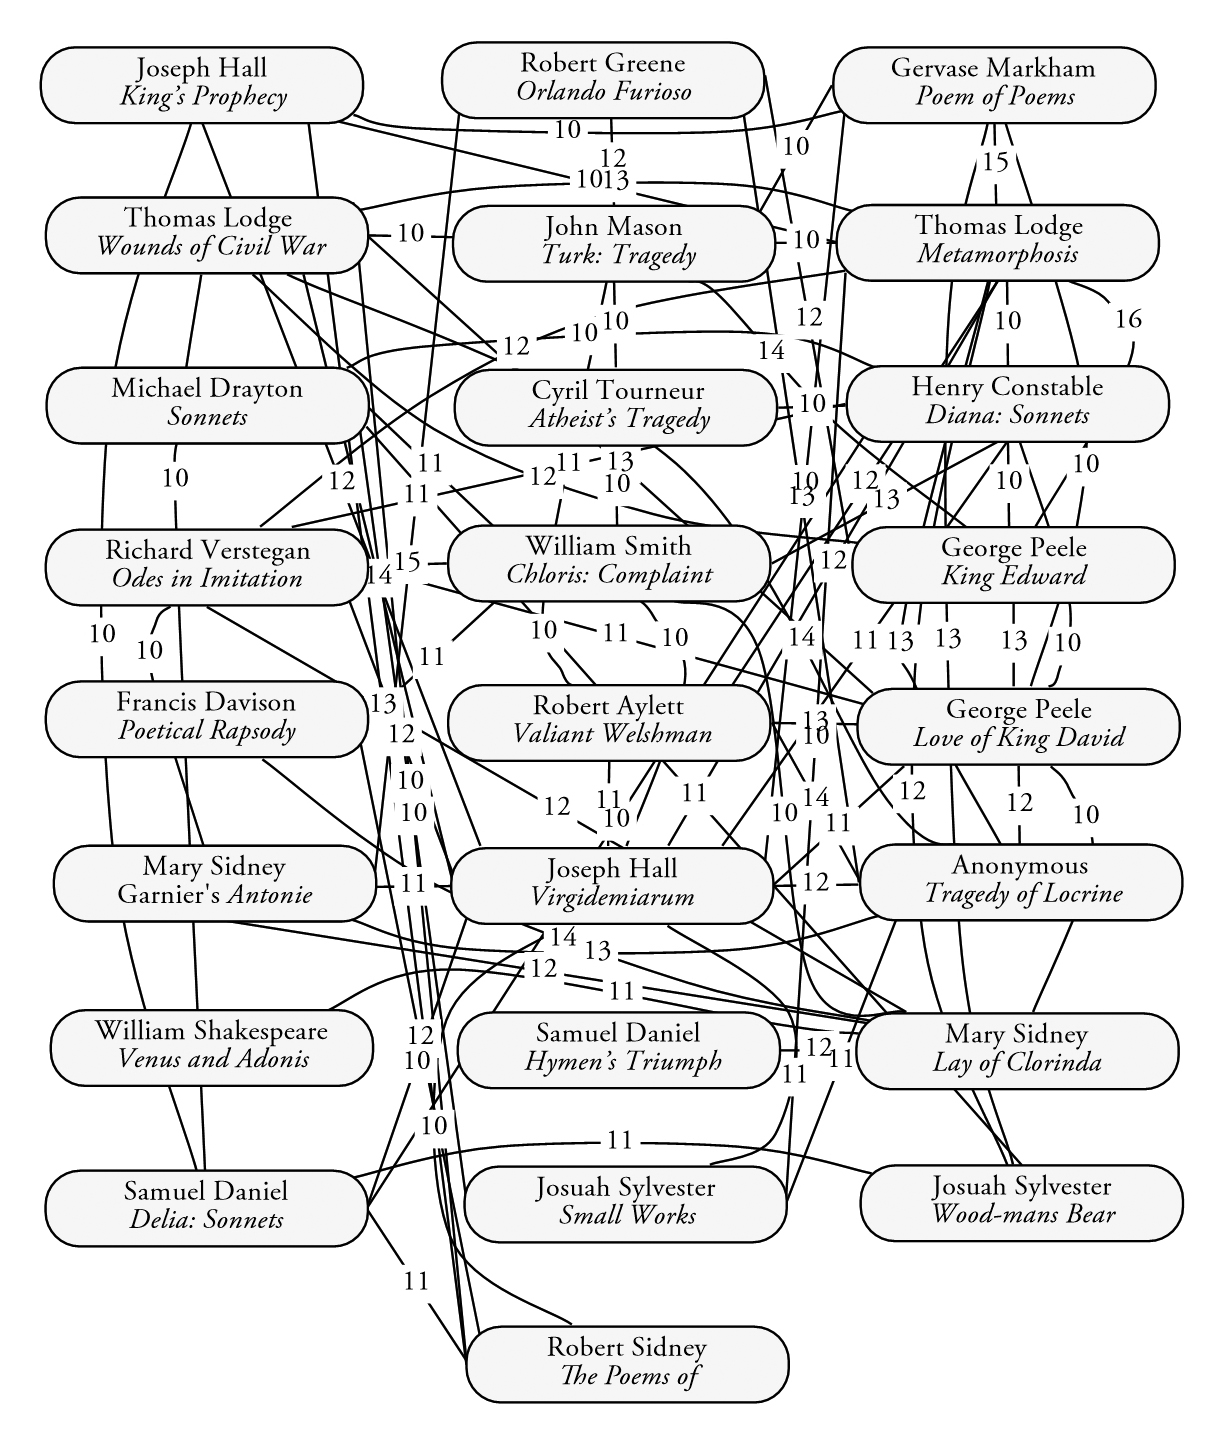 Joseph Hall
King's Prophecy
Robert Greene
Orlando Furioso
Gervase Markham
Poem of Poems
10
10
12
15
10
13
Thomas Lodge
Wounds of Civil War
10
John Mason
Turk: Tragedy
10
Thomas Lodge
Metamorphosis
12
10
10
12
14
10
16
Michael Drayton
Sonnets
Cyril Tourneur
Atheist's Tragedy
10
Henry Constable
Diana: Sonnets
10
12
11
11
12
11
13
10
10
13
12
13
10
10
Richard Verstegan
Odes in Imitation
14
15
William Smith
Chloris: Complaint
12
George Peele
King Edward
10
10
11
10
11
10
14
11
13
13
13
10
Francis Davison
Poetical Rapsody
13
12
Robert Aylett
Valiant Welshman
13
10
George Peele
Love of King David
10
10
12
11
10
11
10
14
11
12
12
10
Mary Sidney
Garnier's Antonie
11
Joseph Hall
Virgidemiarum
12
Anonymous
Tragedy of Locrine
14
13
12
11
William Shakespeare
Venus and Adonis
12
10
Samuel Daniel
Hymen's Triumph
12
11
11
Mary Sidney
Lay of Clorinda
10
11
Samuel Daniel
Delia: Sonnets
Josuah Sylvester
Small Works
Josuah Sylvester
Wood-mans Bear
11
Robert Sidney
The Poems of